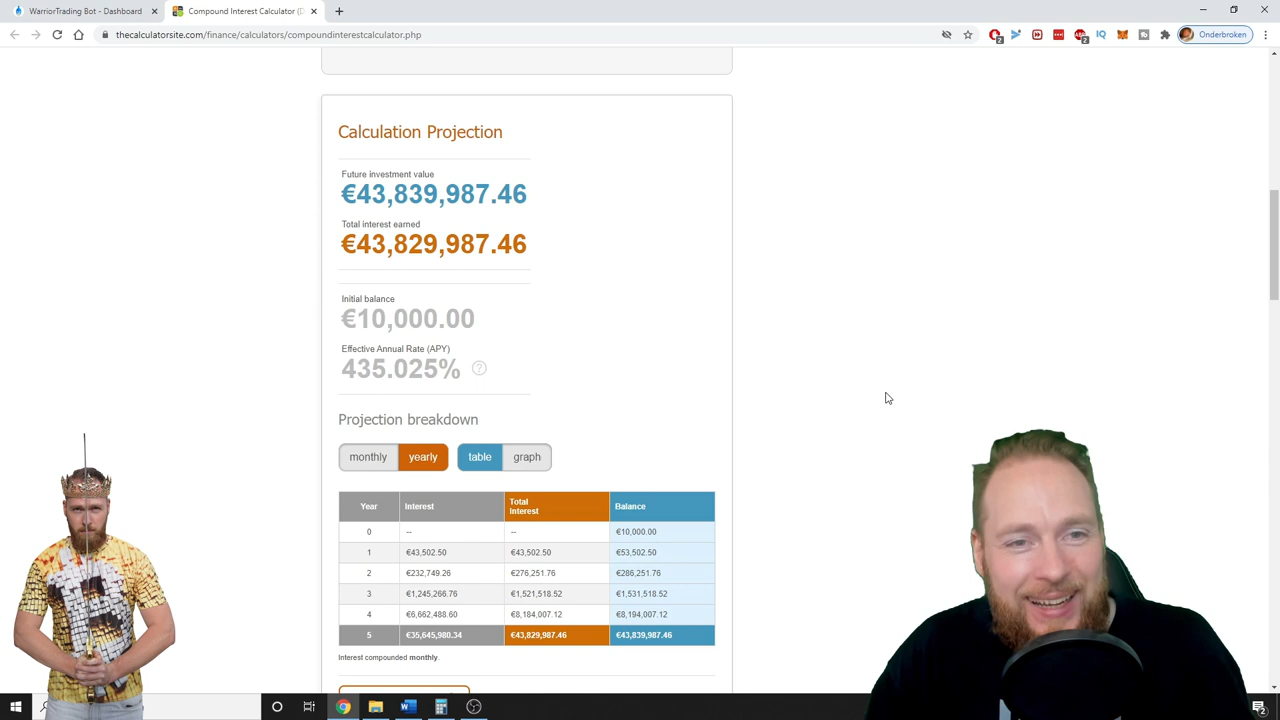 WarriorTrading Bot - Dashboard
Compound Interest Calculator (D
thecalculatorsite.com/finance/calculators/compoundinterestcalculator.php
Onderbroken
Calculation Projection
Future investment value
€43,839,987.46
Total interest earned
€43,829,987.46
Initial balance
€10,000.00
Effective Annual Rate (APY)
435.025% ?
Projection breakdown
monthly yearly table graph
Year Interest Total Interest Balance
0 -- -- €10,000.00
1 €43,502.50 €43,502.50 €53,502.50
2 €232,749.26 €276,251.76 €286,251.76
3 €1,245,266.76 €1,521,518.52 €1,531,518.52
4 €6,662,488.60 €8,184,007.12 €8,194,007.12
5 €35,645,980.34 €43,829,987.46 €43,839,987.46
Interest compounded monthly.